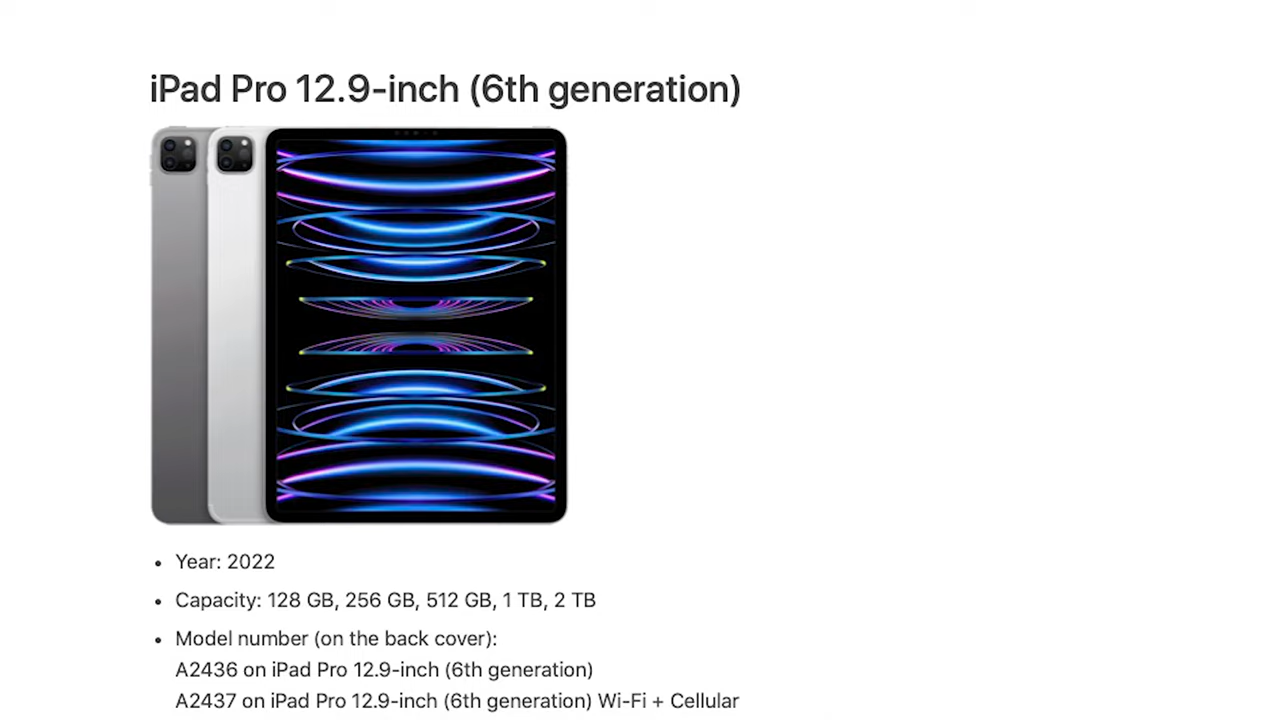 iPad Pro 12.9-inch (6th generation)
• Year: 2022
• Capacity: 128 GB, 256 GB, 512 GB, 1 TB, 2 TB
• Model number (on the back cover):
A2436 on iPad Pro 12.9-inch (6th generation)
A2437 on iPad Pro 12.9-inch (6th generation) Wi-Fi + Cellular